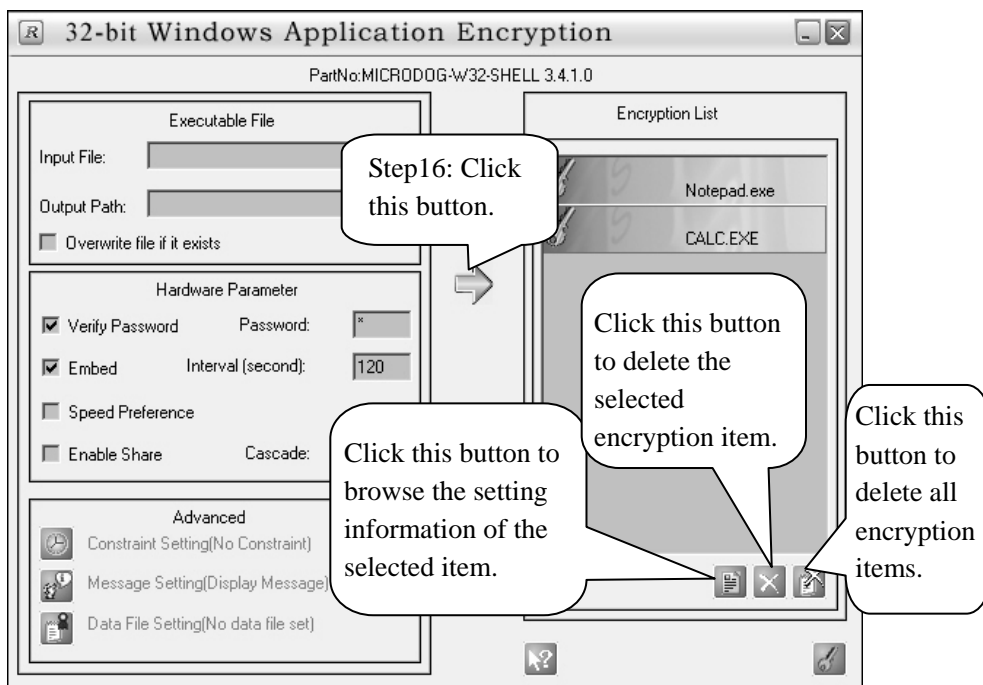 32-bit Windows Application Encryption
PartNo:MICRODOG-W32-SHELL 3.4.1.0
Executable File
Input File:
Output Path:
Overwrite file if it exists
Hardware Parameter
Verify Password Password: *
Embed Interval (second): 120
Speed Preference
Enable Share Cascade:
Advanced
Constraint Setting(No Constraint)
Message Setting(Display Message)
Data File Setting(No data file set)
Step16: Click
this button.
Encryption List
Notepad.exe
CALC.EXE
Click this button
to delete the
selected
encryption item.
Click this button to
browse the setting
information of the
selected item.
Click this
button to
delete all
encryption
items.